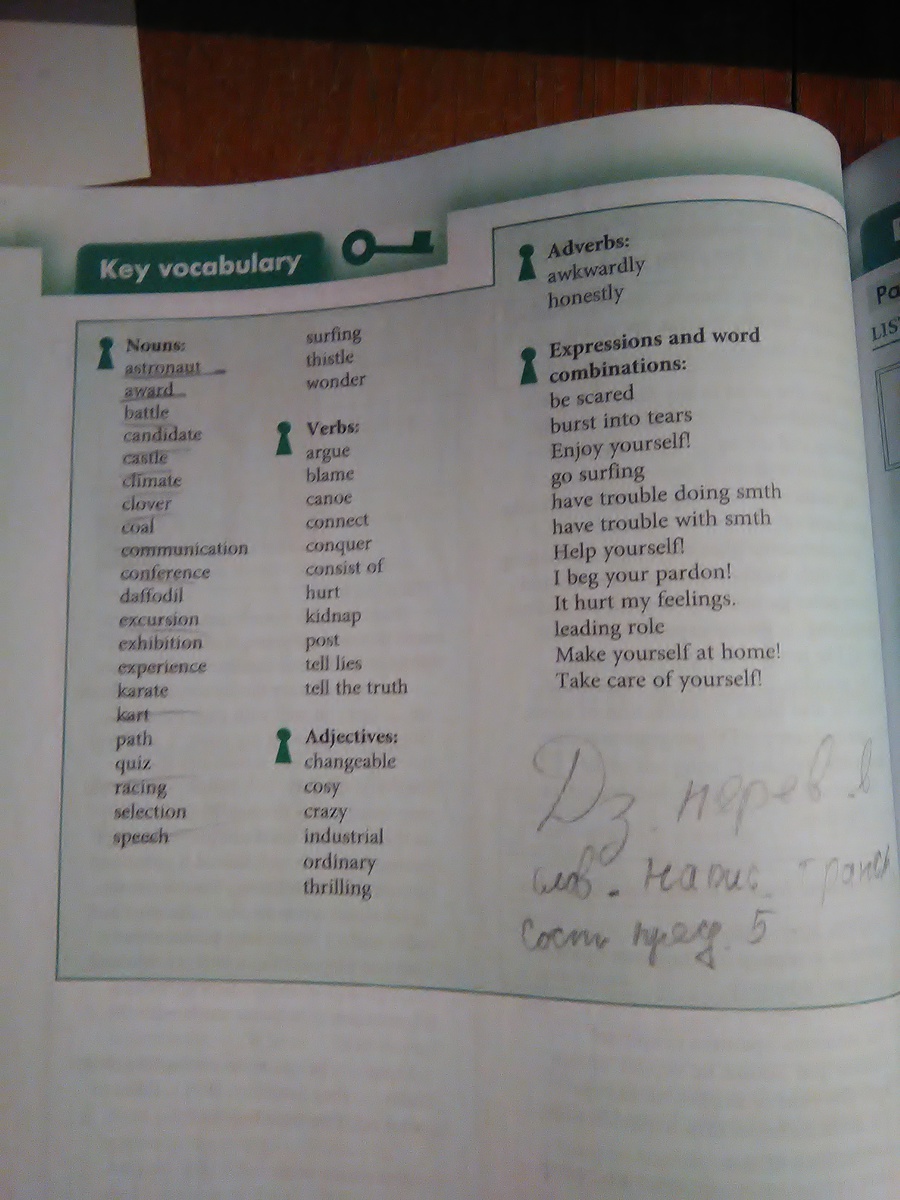 Key vocabulary
Nouns:
astronaut
award
battle
candidate
castle
climate
clover
coal
communication
conference
daffodil
excursion
exhibition
experience
karate
kart
path
quiz
racing
selection
speech
surfing
thistle
wonder
Verbs:
argue
blame
canoe
connect
conquer
consist of
hurt
kidnap
post
tell lies
tell the truth
Adjectives:
changeable
cosy
crazy
industrial
ordinary
thrilling
Adverbs:
awkwardly
honestly
Expressions and word
combinations:
be scared
burst into tears
Enjoy yourself!
go surfing
have trouble doing smth
have trouble with smth
Help yourself!
I beg your pardon!
It hurt my feelings.
leading role
Make yourself at home!
Take care of yourself!
Дз. перев в
слов. напис. транс
сост пред. 5
Pa
LIS